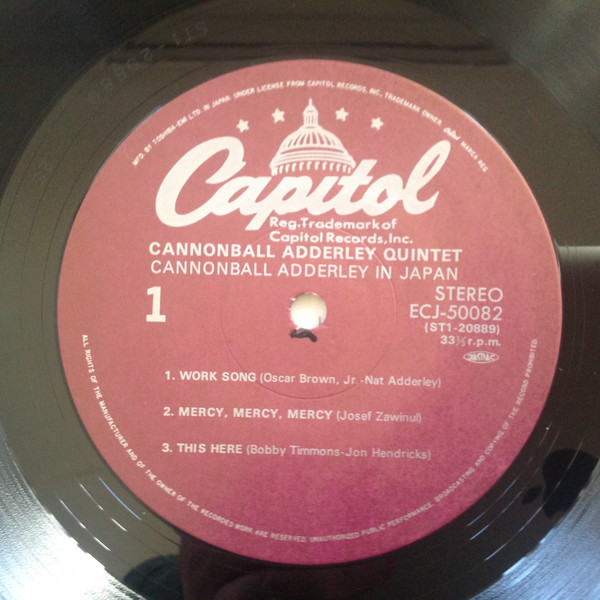 MFD. BY TOSHIBA-EMI LTD. IN JAPAN. UNDER LICENSE FROM CAPITOL RECORDS, INC., TRADEMARK OWNER. MARCA REG.
Capitol
Reg. Trademark of
Capitol Records, Inc.
CANNONBALL ADDERLEY QUINTET
CANNONBALL ADDERLEY IN JAPAN
1
STEREO
ECJ-50082
(ST1-20889)
33⅓ r.p.m.
JASRAC
1. WORK SONG (Oscar Brown, Jr.-Nat Adderley)
2. MERCY, MERCY, MERCY (Josef Zawinul)
3. THIS HERE (Bobby Timmons-Jon Hendricks)
ALL RIGHTS OF THE MANUFACTURER AND OF THE OWNER OF THE RECORDED WORK ARE RESERVED. UNAUTHORIZED PUBLIC PERFORMANCE, BROADCASTING AND COPYING OF THIS RECORD PROHIBITED.